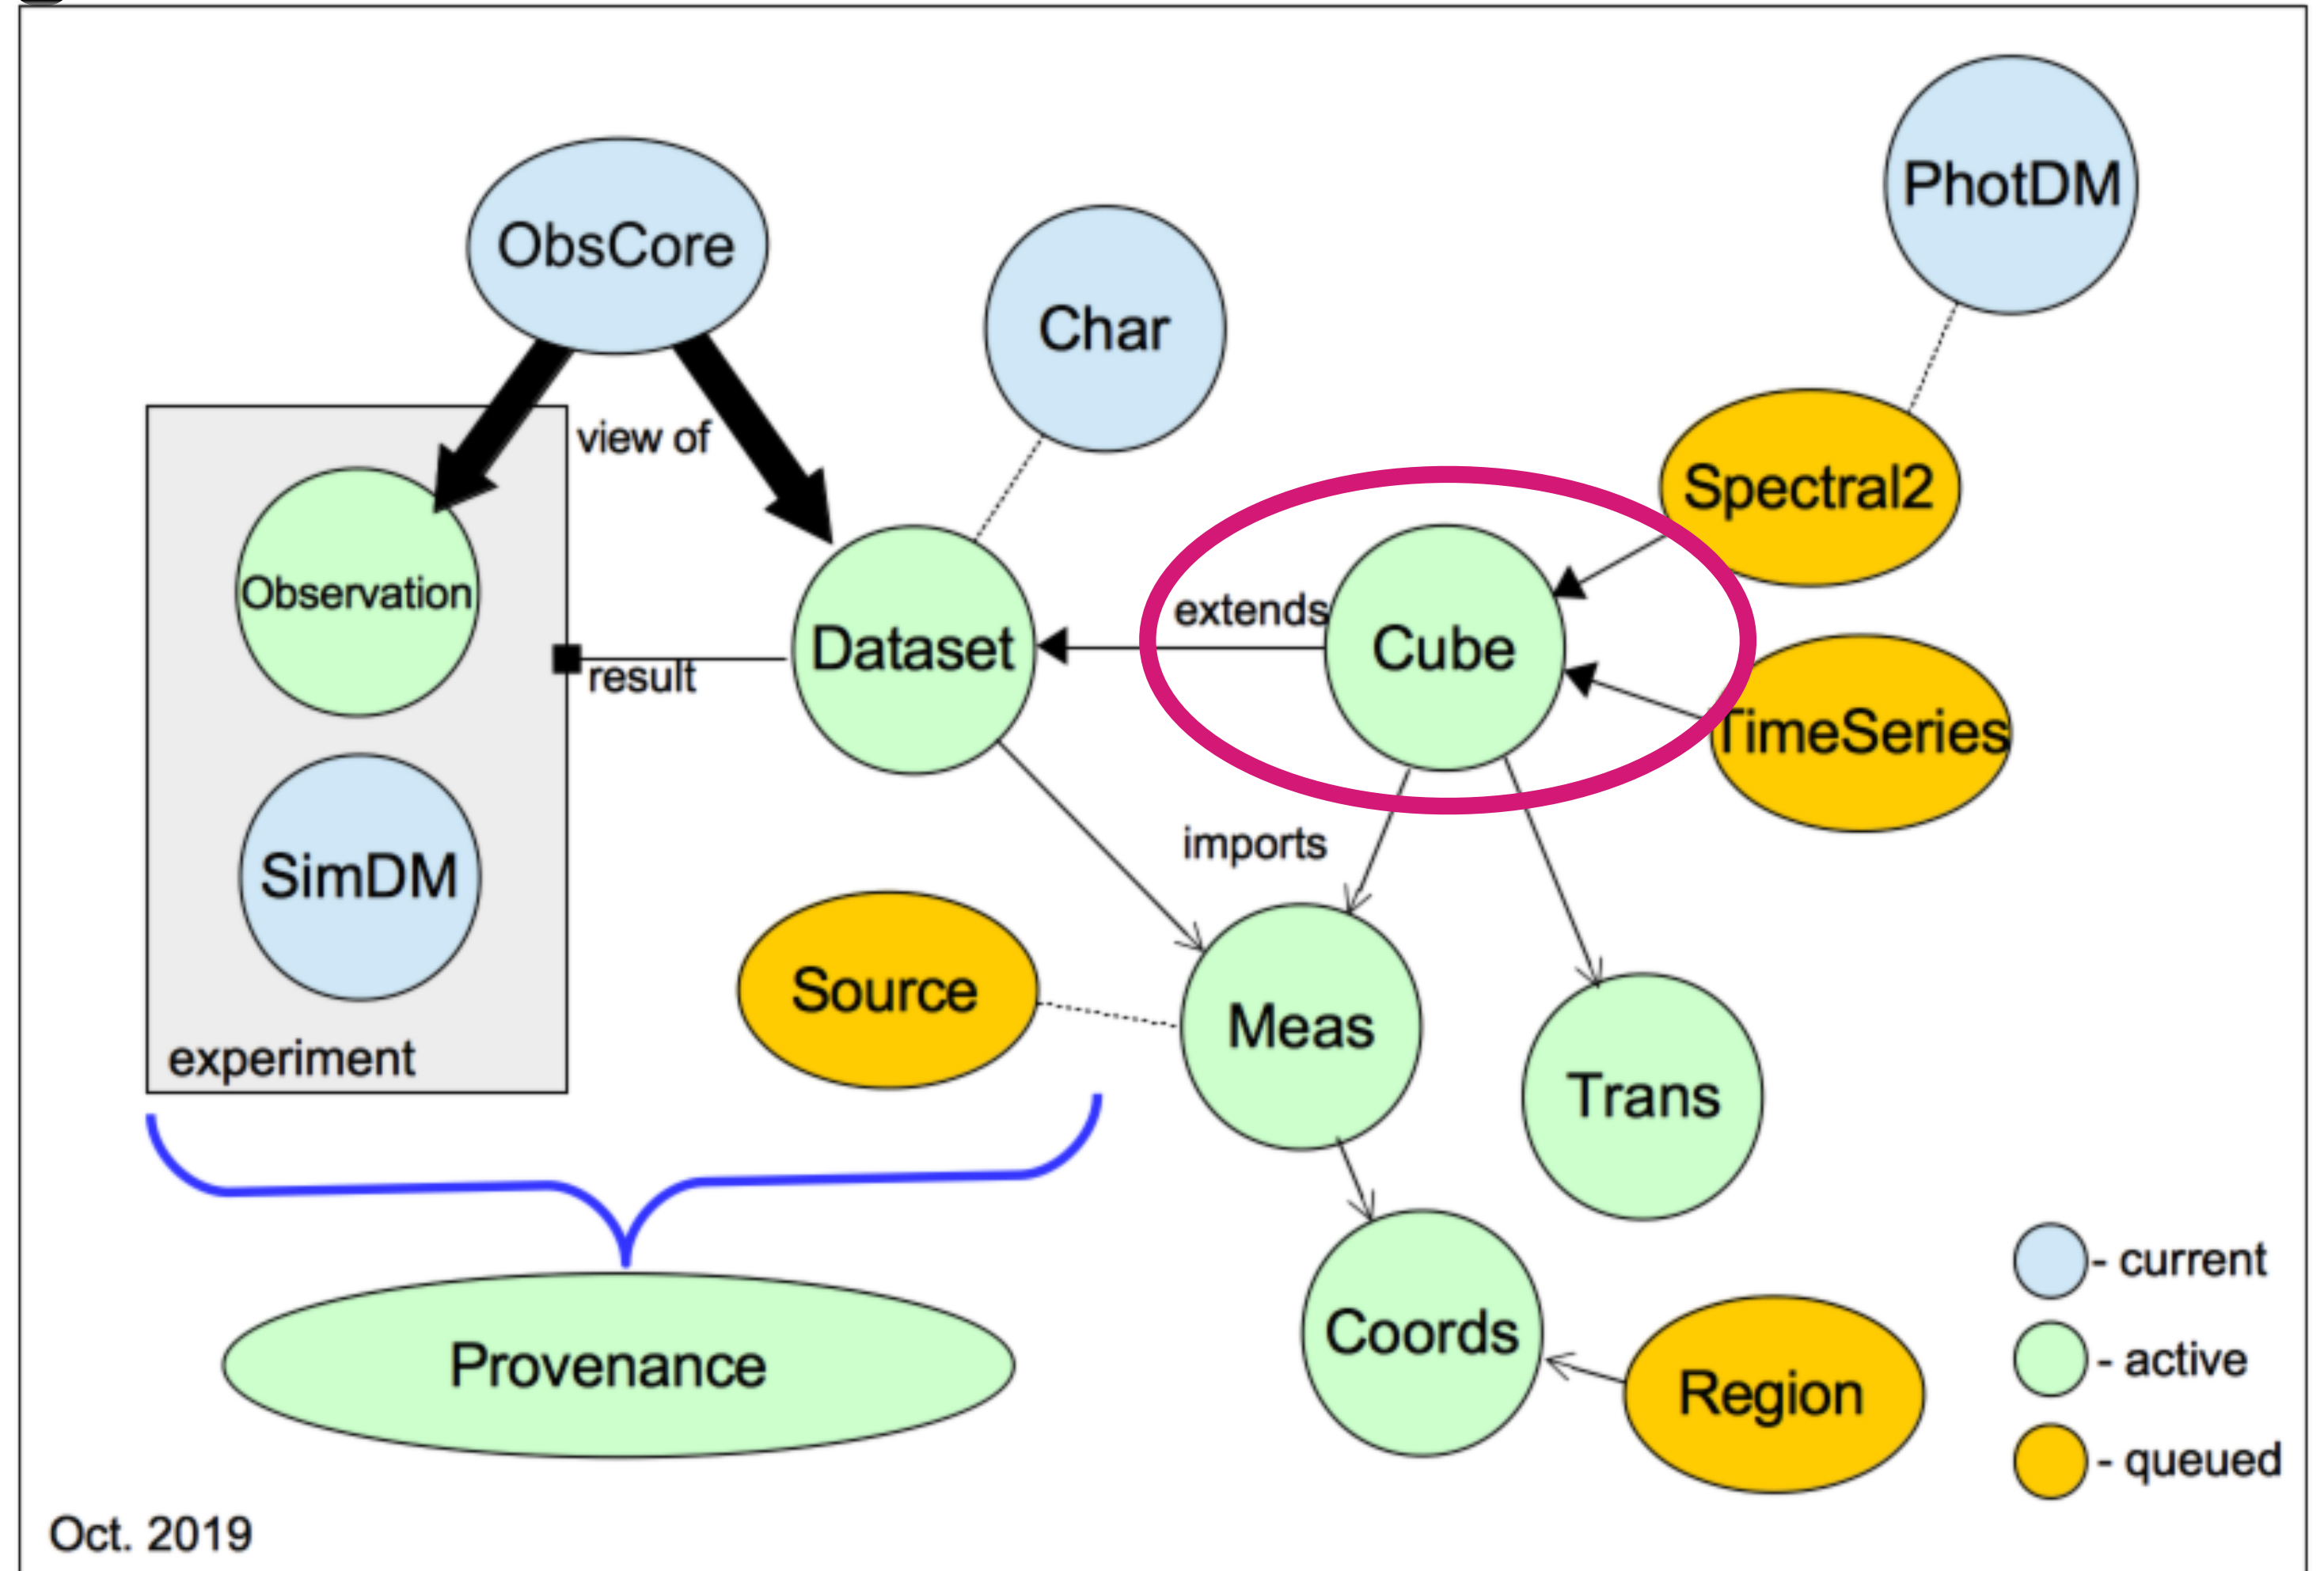 PhotDM
ObsCore
Char
view of
Spectral2
Observation
extends
Dataset
Cube
result
TimeSeries
imports
SimDM
Source
Meas
experiment
Trans
- current
Coords
- active
Provenance
Region
- queued
Oct. 2019